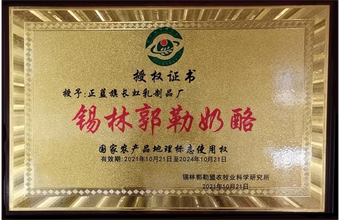 授权证书
授予：正蓝旗长虹乳制品厂
锡林郭勒奶酪
国家农产品地理标志使用权
有效期：2021年10月21日至2024年10月21日
锡林郭勒盟农牧业科学研究所
2021年10月21日